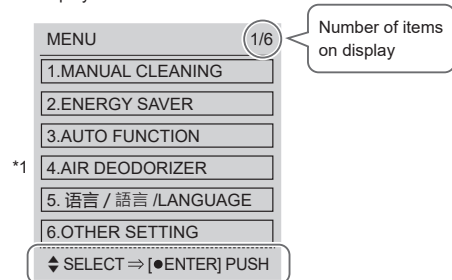 MENU 1/6
Number of items
on display
1.MANUAL CLEANING
2.ENERGY SAVER
3.AUTO FUNCTION
*1 4.AIR DEODORIZER
5. 语言 / 語言 /LANGUAGE
6.OTHER SETTING
♦ SELECT ⇒ [●ENTER] PUSH